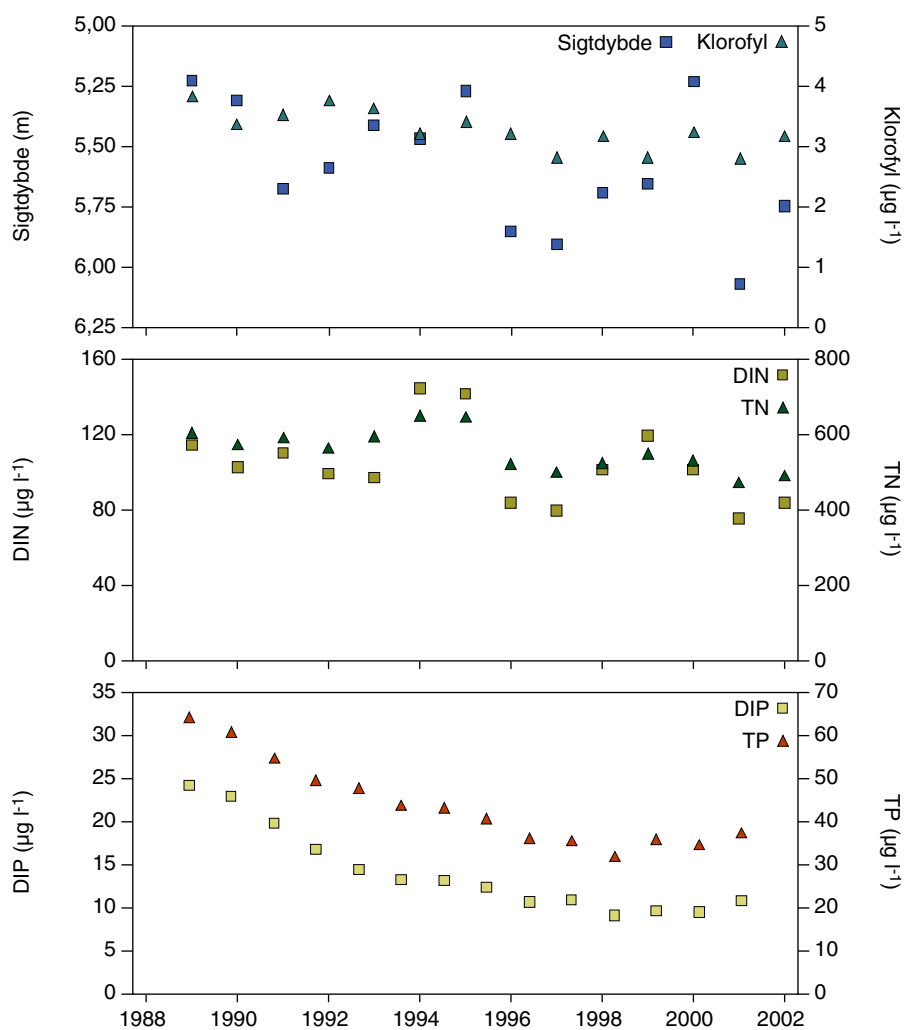 5,00
5,25
5,50
5,75
6,00
6,25
Sigtdybde (m)
Sigtdybde
Klorofyl
5
4
3
2
1
0
Klorofyl (µg l-1)
160
120
80
40
0
DIN (µg l-1)
DIN
TN
800
600
400
200
0
TN (µg l-1)
35
30
25
20
15
10
5
0
DIP (µg l-1)
DIP
TP
70
60
50
40
30
20
10
0
TP (µg l-1)
1988 1990 1992 1994 1996 1998 2000 2002